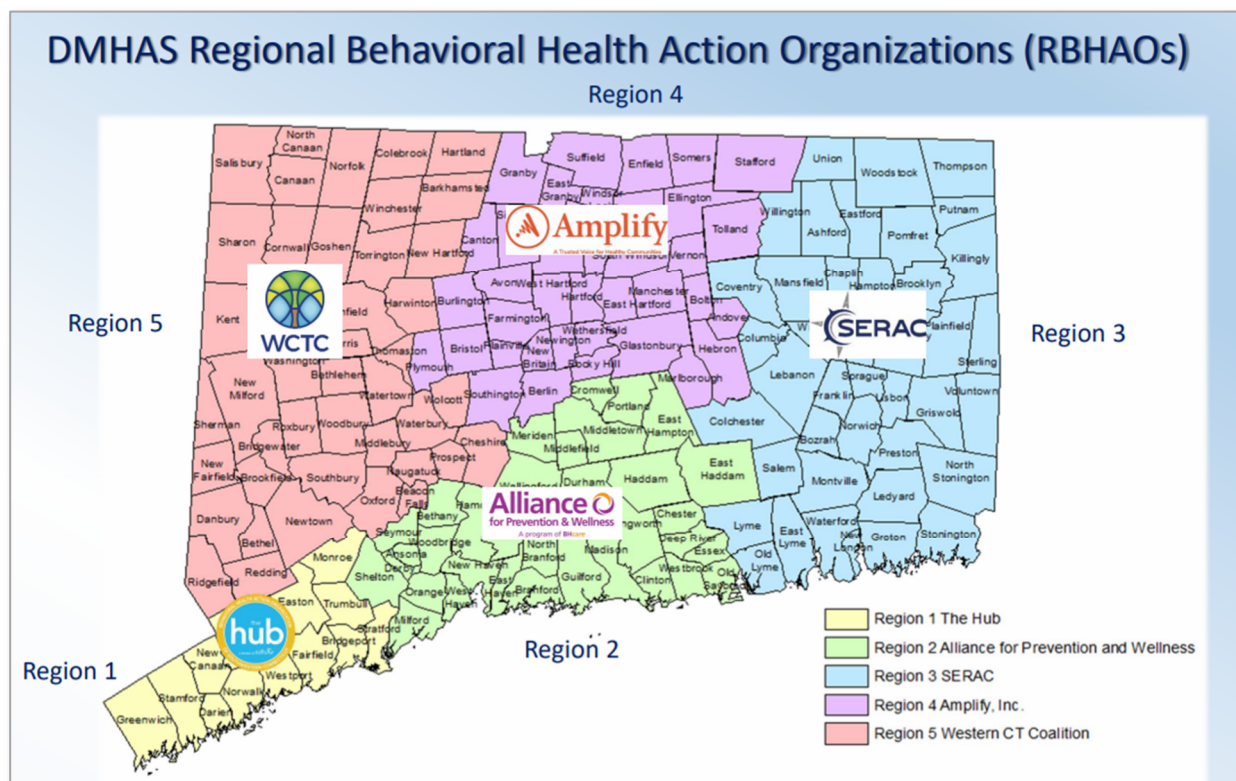 DMHAS Regional Behavioral Health Action Organizations (RBHAOs)
Region 4
Salisbury
North Canaan
Canaan
Norfolk
Colebrook
Hartland
Granby
Suffield
Enfield
Somers
Stafford
Union
Woodstock
Thompson
East Granby
Windsor
Barkhamsted
Winchester
Ellington
Willington
Eastford
Putnam
Ashford
Pomfret
Sharon
Cornwall
Goshen
Torrington
New Hartford
Canton
Amplify
A Trusted Voice for Healthy Communities
South Windsor
Vernon
Tolland
Killingly
Region 5
Kent
WCTC
Harwinton
Burlington
Avon
West Hartford
Hartford
East Hartford
Manchester
Bolton
Andover
Coventry
Mansfield
Chaplin
Hampton
Brooklyn
SERAC
Region 3
Washington
Thomaston
Plymouth
Bristol
Farmington
Plainville
New Britain
Newington
Wethersfield
Rocky Hill
Glastonbury
Hebron
Marlborough
Columbia
Lebanon
Sterling
Bethlehem
Watertown
Wolcott
Southington
Berlin
Cromwell
Portland
Sprague
Franklin
Lisbon
Voluntown
Griswold
New Milford
Sherman
Roxbury
Woodbury
Waterbury
Cheshire
Meriden
Middletown
Middlefield
East Hampton
Colchester
Bozrah
Norwich
Preston
Bridgewater
Middlebury
Prospect
Naugatuck
New Fairfield
Brookfield
Southbury
Oxford
Beacon Falls
Durham
Haddam
East Haddam
Salem
Montville
Ledyard
North Stonington
Danbury
Bethel
Newtown
Seymour
Bethany
Woodbridge
Alliance
for Prevention & Wellness
A program of BHcare
Chester
Deep River
Essex
Lyme
East Lyme
Waterford
New London
Groton
Stonington
Ridgefield
Redding
Monroe
Shelton
Ansonia
Derby
New Haven
North Branford
Madison
Guilford
Clinton
Westbrook
Old Saybrook
Old Lyme
Easton
Trumbull
Orange
West Haven
East Haven
Branford
Milford
Stratford
Bridgeport
Fairfield
the
hub
Region 1
New Canaan
Westport
Norwalk
Stamford
Darien
Greenwich
Region 2
Region 1 The Hub
Region 2 Alliance for Prevention and Wellness
Region 3 SERAC
Region 4 Amplify, Inc.
Region 5 Western CT Coalition